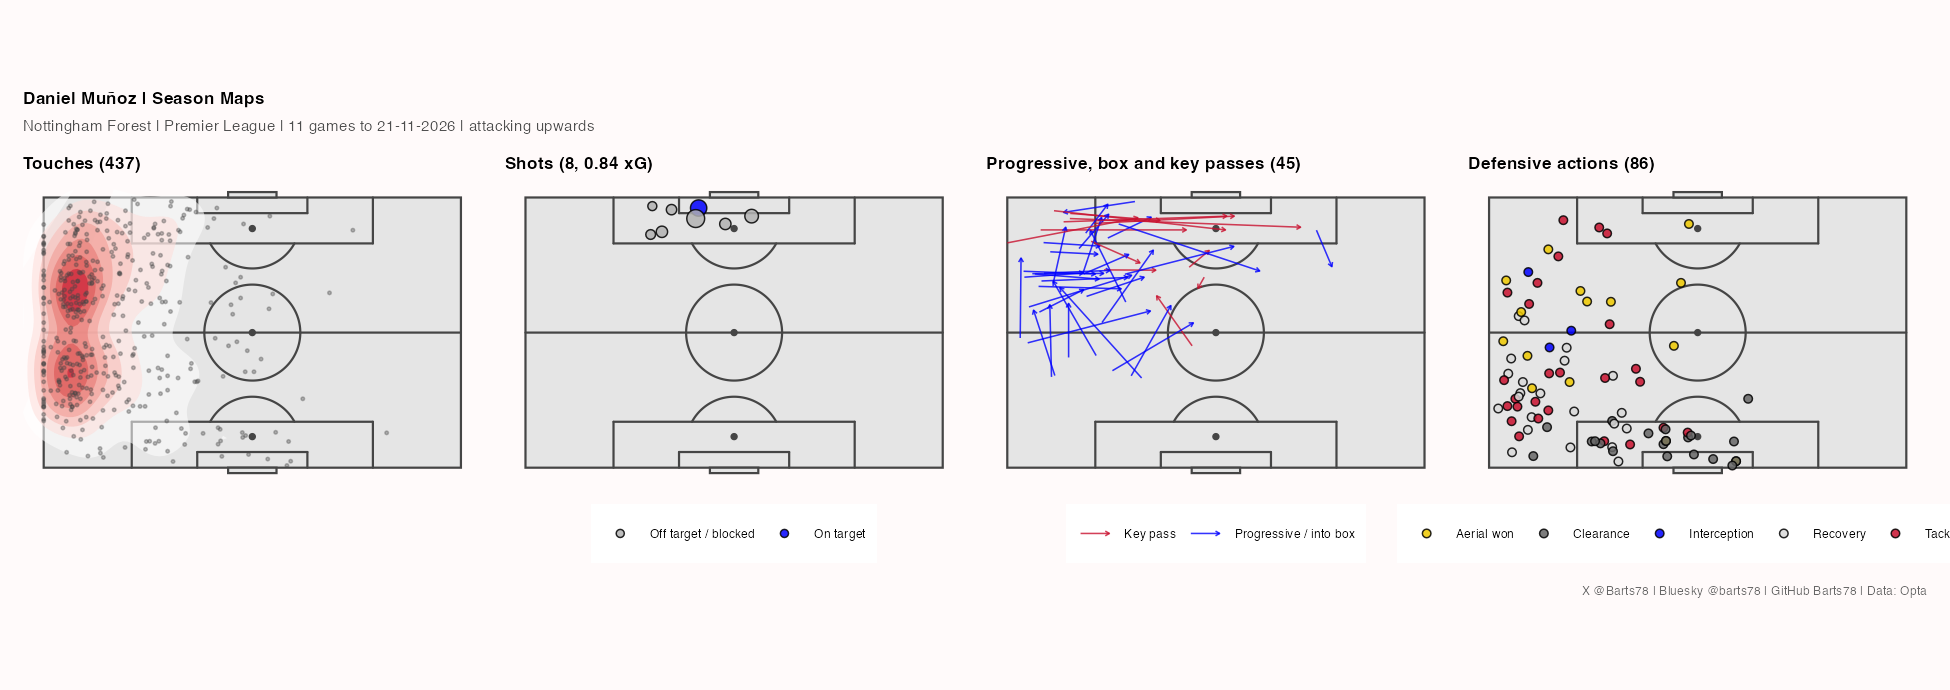 Daniel Muñoz | Season Maps
Nottingham Forest | Premier League | 11 games to 21-11-2026 | attacking upwards
Touches (437)
Shots (8, 0.84 xG)
Progressive, box and key passes (45)
Defensive actions (86)
Off target / blocked
On target
Key pass
Progressive / into box
Aerial won
Clearance
Interception
Recovery
Tack
X @Barts78 | Bluesky @barts78 | GitHub Barts78 | Data: Opta